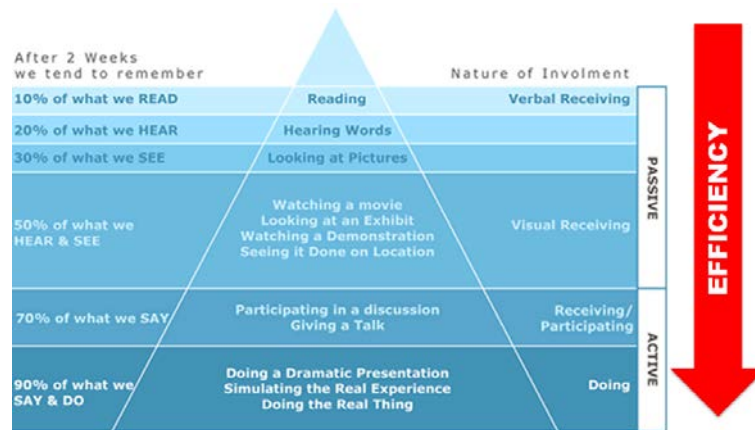 After 2 Weeks
we tend to remember
Nature of Involment
10% of what we READ
Reading
Verbal Receiving
20% of what we HEAR
Hearing Words
30% of what we SEE
Looking at Pictures
50% of what we
HEAR & SEE
Watching a movie
Looking at an Exhibit
Watching a Demonstration
Seeing it Done on Location
Visual Receiving
PASSIVE
70% of what we SAY
Participating in a discussion
Giving a Talk
Receiving/
Participating
90% of what we
SAY & DO
Doing a Dramatic Presentation
Simulating the Real Experience
Doing the Real Thing
Doing
ACTIVE
EFFICIENCY